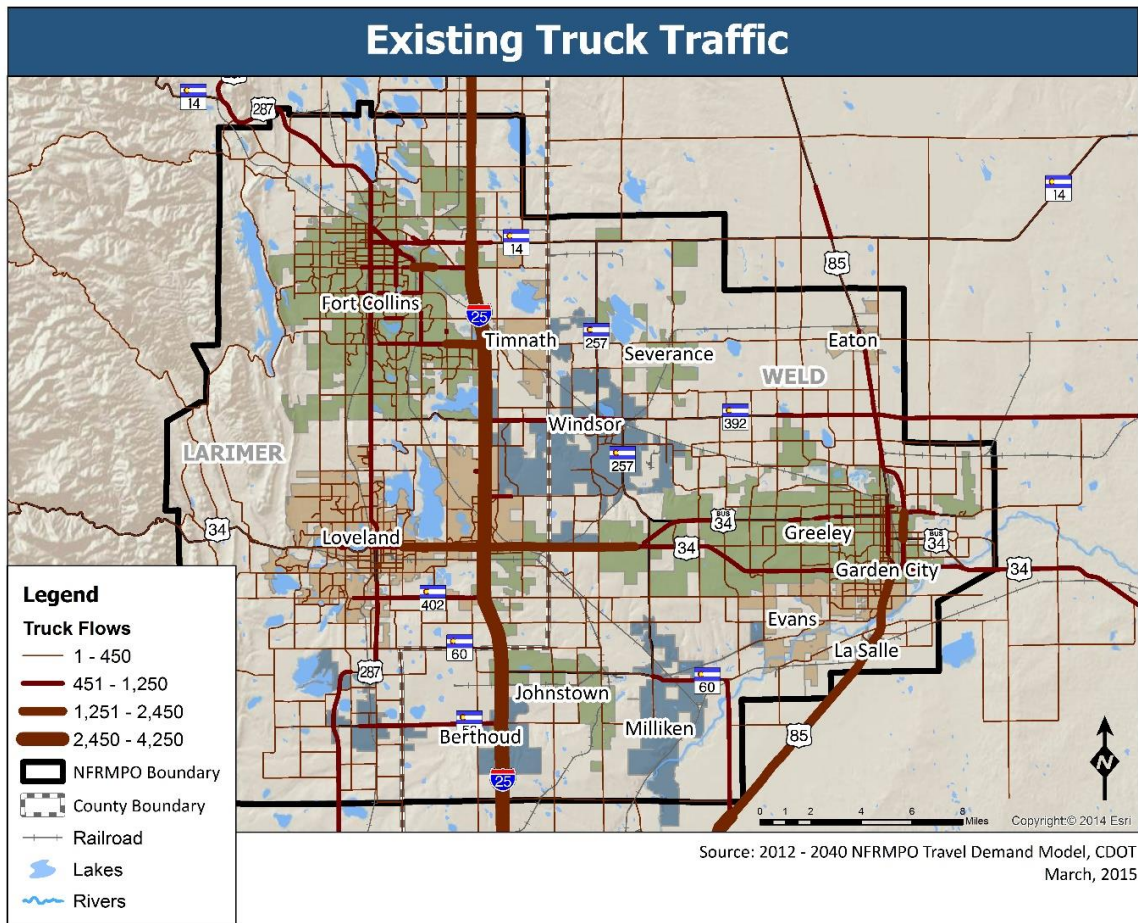 Existing Truck Traffic
14
287
14
85
14
Fort Collins
25
Timnath
257
Severance
Eaton
WELD
LARIMER
Windsor
392
257
34
Loveland
BUS
34
Greeley
BUS
34
34
Garden City
34
402
Evans
60
La Salle
287
Johnstown
60
Milliken
Berthoud
85
25
Legend
Truck Flows
1 - 450
451 - 1,250
1,251 - 2,450
2,450 - 4,250
NFRMPO Boundary
County Boundary
Railroad
Lakes
Rivers
N
0 1 2 4 6 8
Miles
Copyright:© 2014 Esri
Source: 2012 - 2040 NFRMPO Travel Demand Model, CDOT
March, 2015